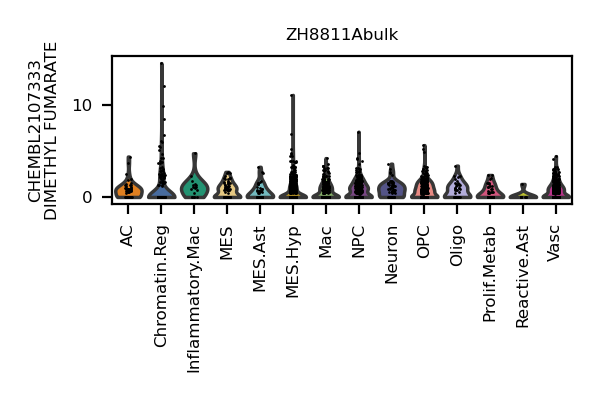 ZH8811Abulk
CHEMBL2107333
DIMETHYL FUMARATE
10
0
AC
Chromatin.Reg
Inflammatory.Mac
MES
MES.Ast
MES.Hyp
Mac
NPC
Neuron
OPC
Oligo
Prolif.Metab
Reactive.Ast
Vasc